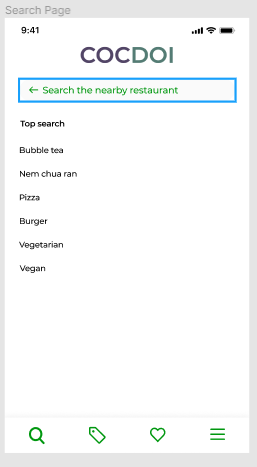 Search Page
9:41
COCDOI
Search the nearby restaurant
Top search
Bubble tea
Nem chua ran
Pizza
Burger
Vegetarian
Vegan